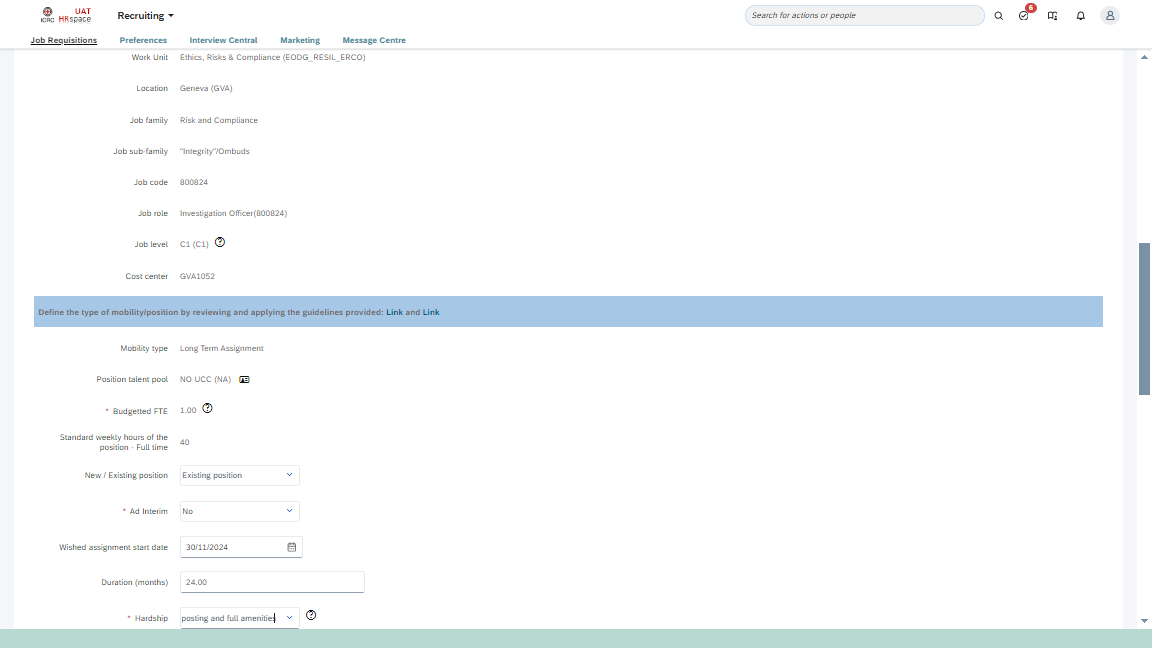 ICRC
UAT
HRspace
Recruiting
Search for actions or people
6
Job Requisitions
Preferences
Interview Central
Marketing
Message Centre
Work Unit
Ethics, Risks & Compliance (EODG_RESIL_ERCO)
Location
Geneva (GVA)
Job family
Risk and Compliance
Job sub-family
"Integrity"/Ombuds
Job code
800824
Job role
Investigation Officer(800824)
Job level
C1 (C1)
Cost center
GVA1052
Define the type of mobility/position by reviewing and applying the guidelines provided: Link and Link
Mobility type
Long Term Assignment
Position talent pool
NO UCC (NA)
* Budgetted FTE
1.00
Standard weekly hours of the
position - Full time
40
New / Existing position
Existing position
* Ad Interim
No
Wished assignment start date
30/11/2024
Duration (months)
24.00
* Hardship
posting and full amenities